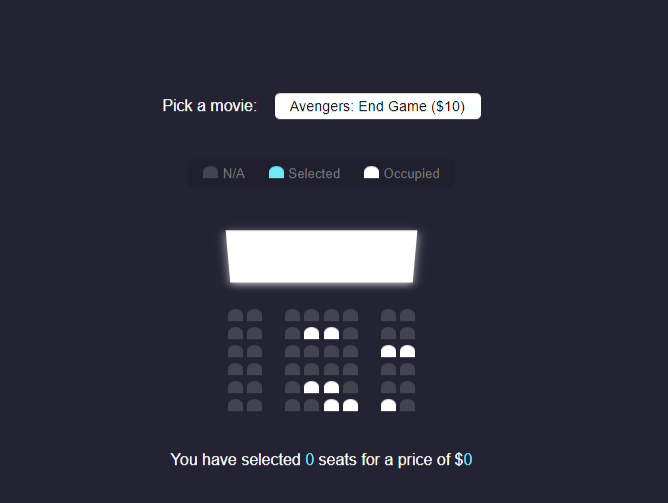 Pick a movie: Avengers: End Game ($10)
N/A Selected Occupied
You have selected 0 seats for a price of $0